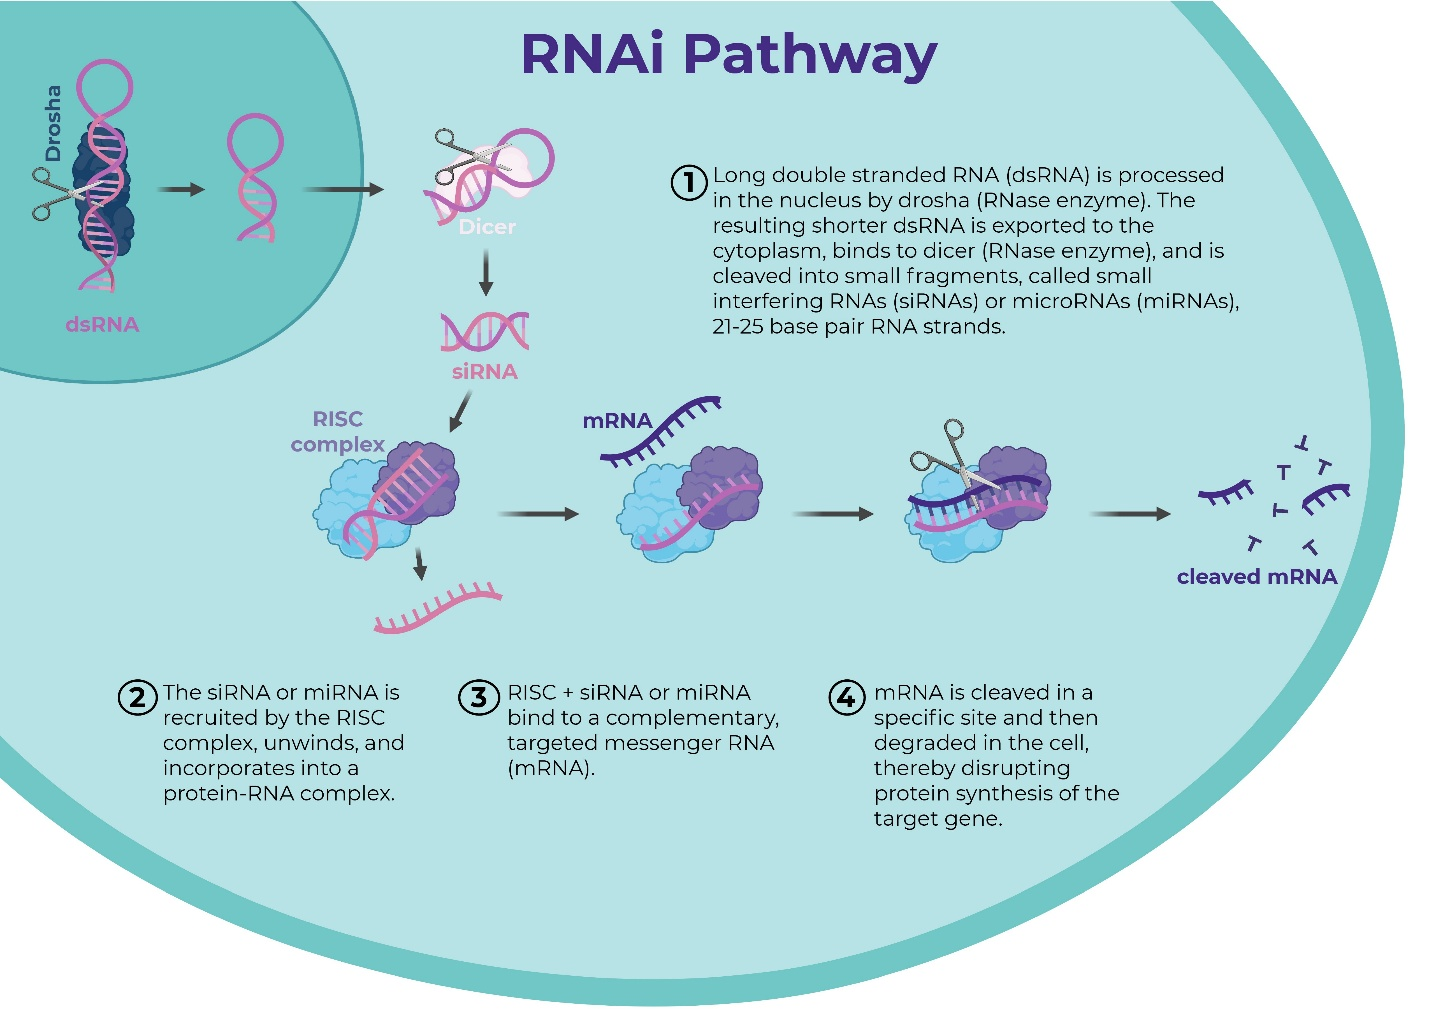 RNAi Pathway
Drosha
dsRNA
Dicer
siRNA
1
Long double stranded RNA (dsRNA) is processed
in the nucleus by drosha (RNase enzyme). The
resulting shorter dsRNA is exported to the
cytoplasm, binds to dicer (RNase enzyme), and is
cleaved into small fragments, called small
interfering RNAs (siRNAs) or microRNAs (miRNAs),
21-25 base pair RNA strands.
RISC
complex
mRNA
cleaved mRNA
2
The siRNA or miRNA is
recruited by the RISC
complex, unwinds, and
incorporates into a
protein-RNA complex.
3
RISC + siRNA or miRNA
bind to a complementary,
targeted messenger RNA
(mRNA).
4
mRNA is cleaved in a
specific site and then
degraded in the cell,
thereby disrupting
protein synthesis of the
target gene.